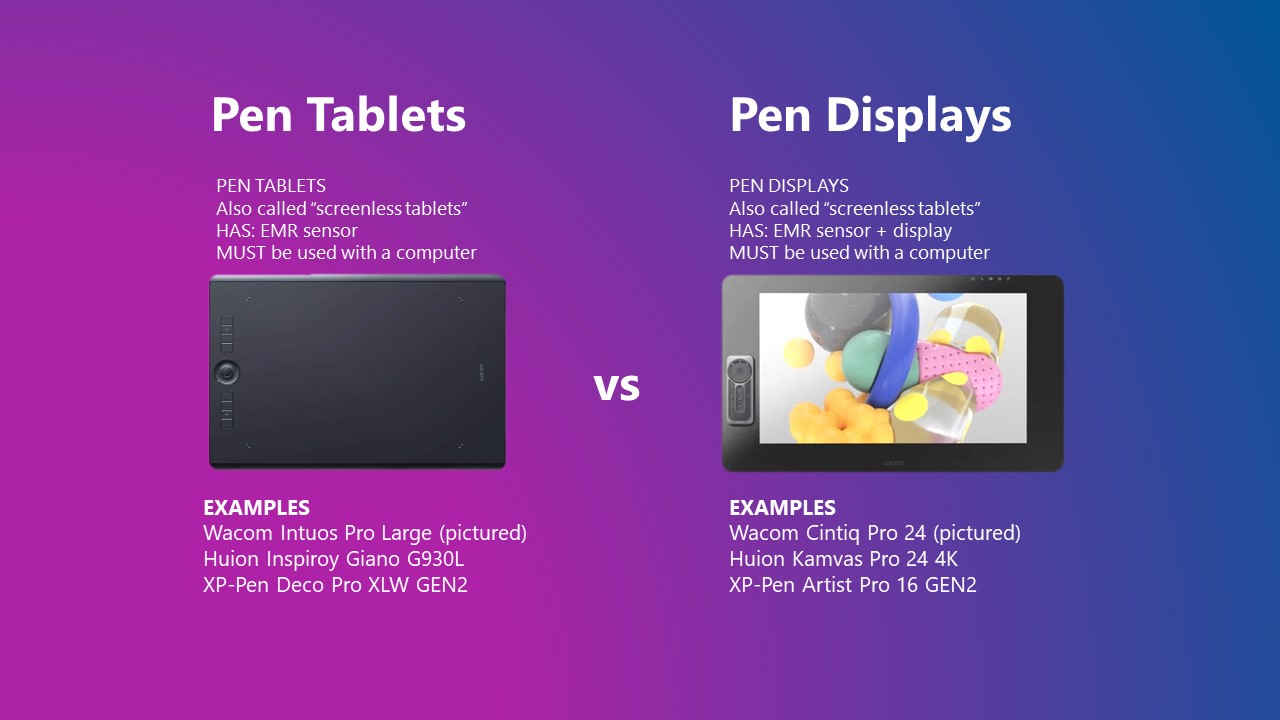 Pen Tablets
PEN TABLETS
Also called “screenless tablets”
HAS: EMR sensor
MUST be used with a computer
EXAMPLES
Wacom Intuos Pro Large (pictured)
Huion Inspiroy Giano G930L
XP-Pen Deco Pro XLW GEN2
vs
Pen Displays
PEN DISPLAYS
Also called “screenless tablets”
HAS: EMR sensor + display
MUST be used with a computer
wacom
EXAMPLES
Wacom Cintiq Pro 24 (pictured)
Huion Kamvas Pro 24 4K
XP-Pen Artist Pro 16 GEN2